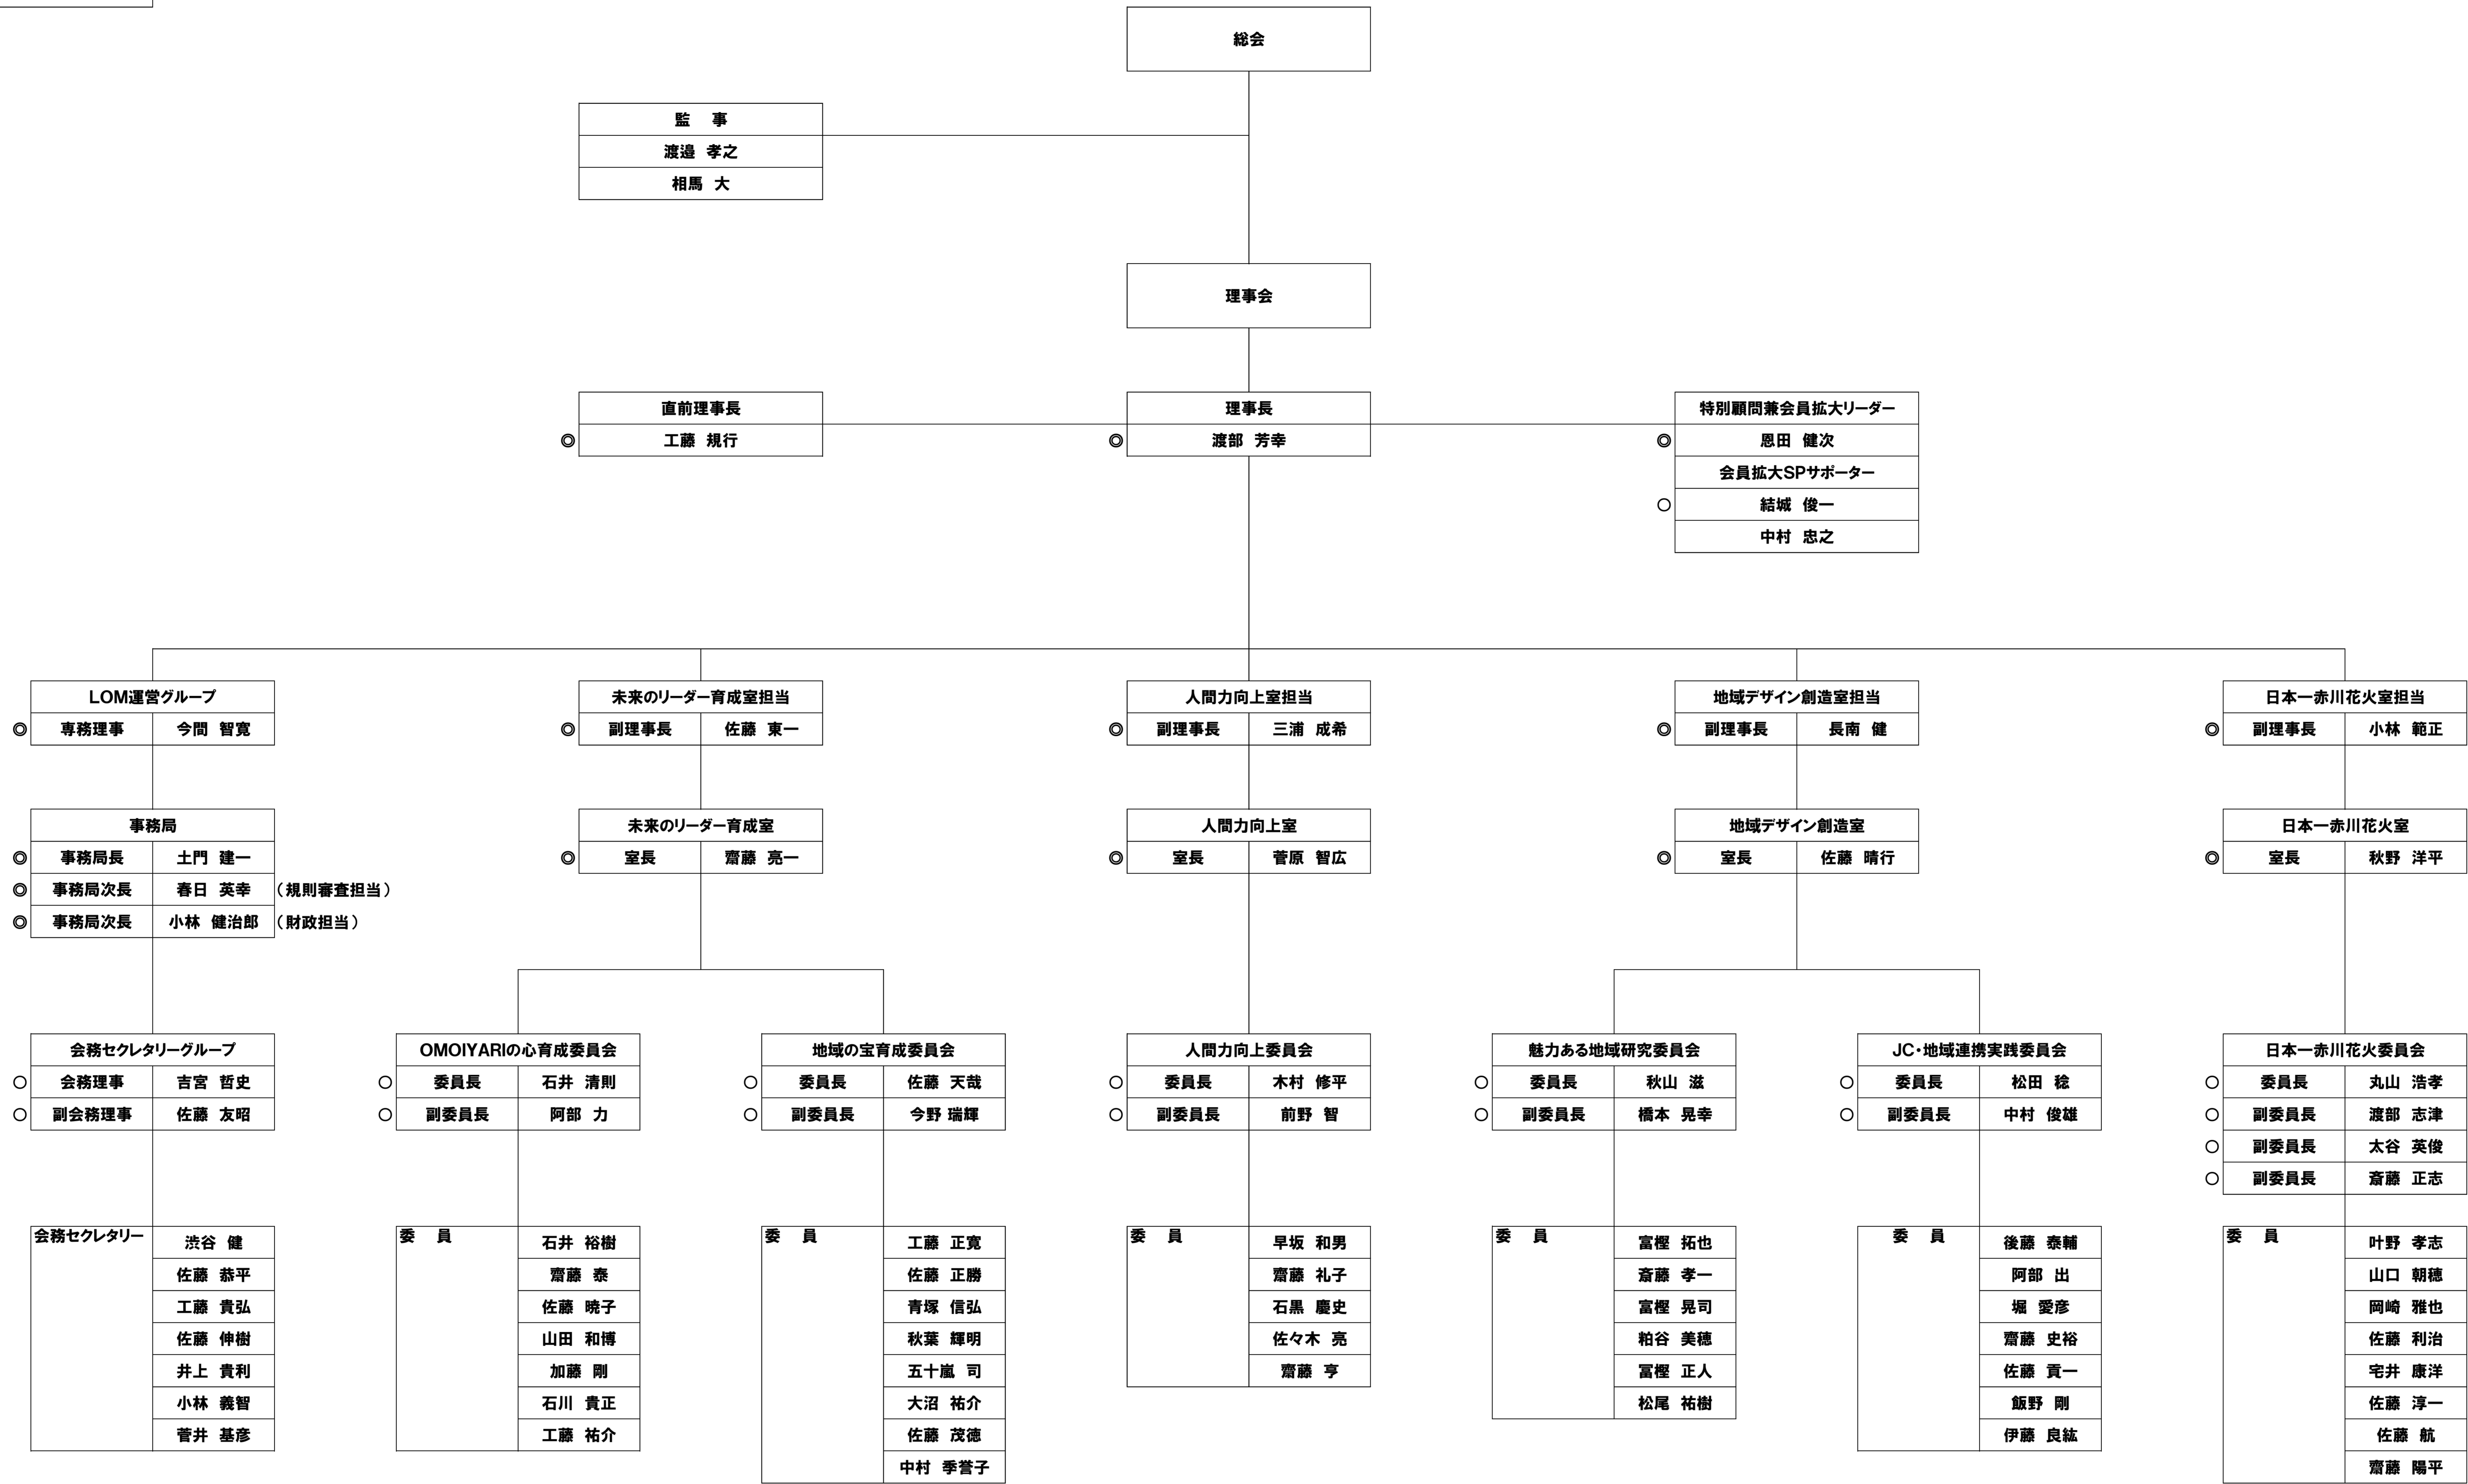 総会
監　事
渡邉 孝之
相馬 大
理事会
直前理事長
◎ 工藤 規行
理事長
◎ 渡部 芳幸
特別顧問兼会員拡大リーダー
◎ 恩田 健次
会員拡大SPサポーター
○ 結城 俊一
中村 忠之
LOM運営グループ
◎ 専務理事 今間 智寛
未来のリーダー育成室担当
◎ 副理事長 佐藤 東一
人間力向上室担当
◎ 副理事長 三浦 成希
地域デザイン創造室担当
◎ 副理事長 長南 健
日本一赤川花火室担当
◎ 副理事長 小林 範正
事務局
◎ 事務局長 土門 建一
◎ 事務局次長 春日 英幸 （規則審査担当）
◎ 事務局次長 小林 健治郎 （財政担当）
未来のリーダー育成室
◎ 室長 齋藤 亮一
人間力向上室
◎ 室長 菅原 智広
地域デザイン創造室
◎ 室長 佐藤 晴行
日本一赤川花火室
◎ 室長 秋野 洋平
会務セクレタリーグループ
○ 会務理事 吉宮 哲史
○ 副会務理事 佐藤 友昭
OMOIYARIの心育成委員会
○ 委員長 石井 清則
○ 副委員長 阿部 力
地域の宝育成委員会
○ 委員長 佐藤 天哉
○ 副委員長 今野 瑞輝
人間力向上委員会
○ 委員長 木村 修平
○ 副委員長 前野 智
魅力ある地域研究委員会
○ 委員長 秋山 滋
○ 副委員長 橋本 晃幸
JC・地域連携実践委員会
○ 委員長 松田 稔
○ 副委員長 中村 俊雄
日本一赤川花火委員会
○ 委員長 丸山 浩孝
○ 副委員長 渡部 志津
○ 副委員長 太谷 英俊
○ 副委員長 斎藤 正志
会務セクレタリー 渋谷 健
佐藤 恭平
工藤 貴弘
佐藤 伸樹
井上 貴利
小林 義智
菅井 基彦
委　員 石井 裕樹
齋藤 泰
佐藤 暁子
山田 和博
加藤 剛
石川 貴正
工藤 祐介
委　員 工藤 正寛
佐藤 正勝
青塚 信弘
秋葉 輝明
五十嵐 司
大沼 祐介
佐藤 茂徳
中村 季誉子
委　員 早坂 和男
齋藤 礼子
石黒 慶史
佐々木 亮
齋藤 亨
委　員 富樫 拓也
斎藤 孝一
富樫 晃司
粕谷 美穂
冨樫 正人
松尾 祐樹
委　員 後藤 泰輔
阿部 出
堀 愛彦
齋藤 史裕
佐藤 貢一
飯野 剛
伊藤 良紘
委　員 叶野 孝志
山口 朝穂
岡崎 雅也
佐藤 利治
宅井 康洋
佐藤 淳一
佐藤 航
齋藤 陽平